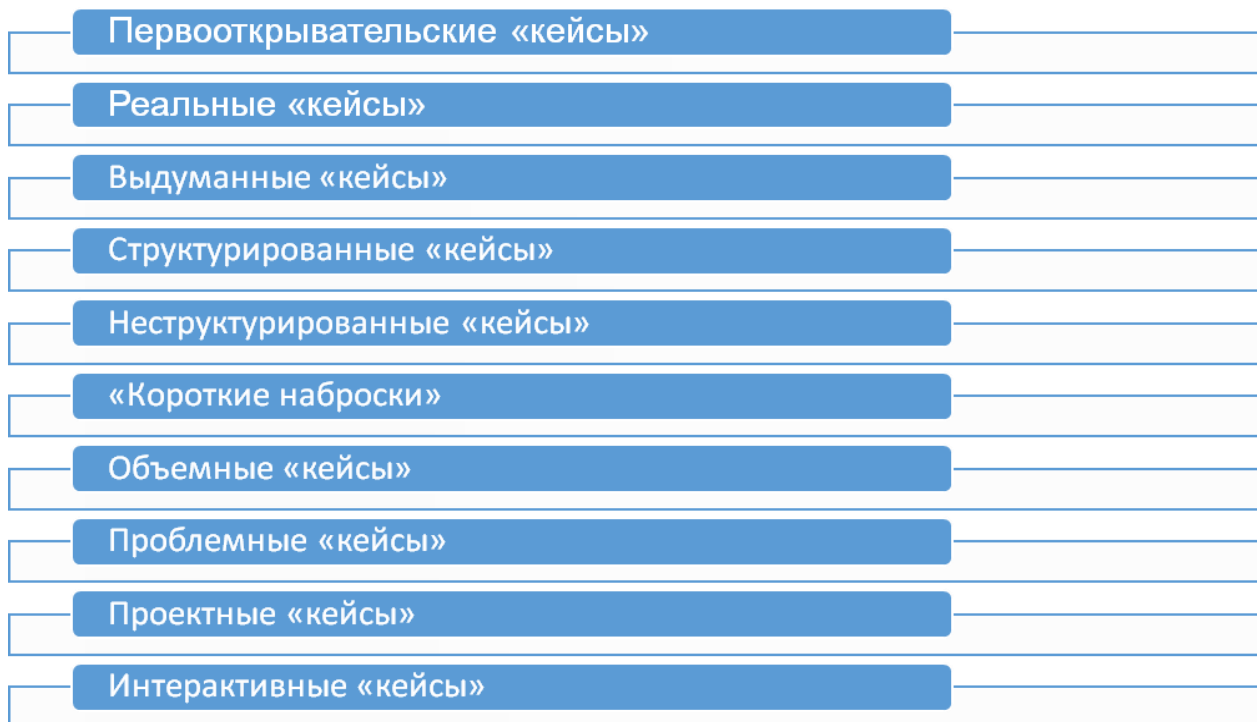 Первооткрывательские «кейсы»
Реальные «кейсы»
Выдуманные «кейсы»
Структурированные «кейсы»
Неструктурированные «кейсы»
«Короткие наброски»
Объемные «кейсы»
Проблемные «кейсы»
Проектные «кейсы»
Интерактивные «кейсы»